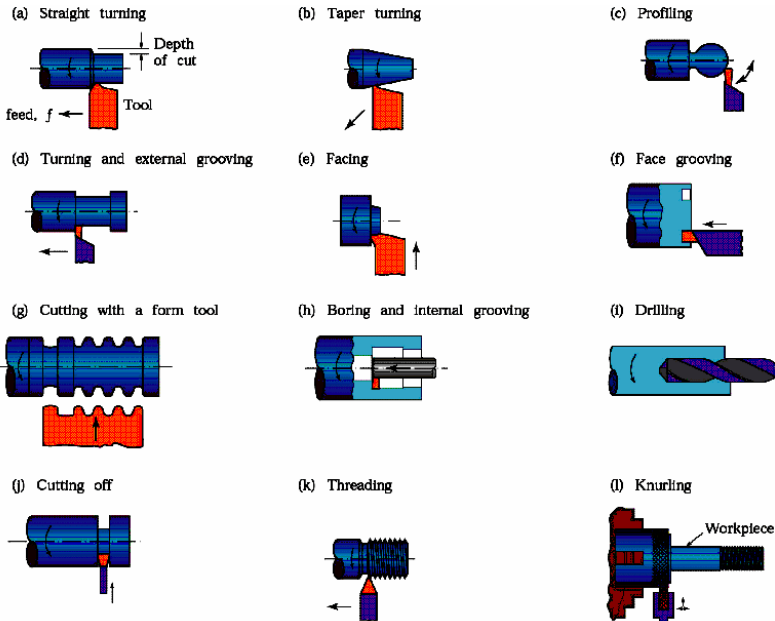 (a) Straight turning
Depth
of cut
feed, f
Tool
(b) Taper turning
(c) Profiling
(d) Turning and external grooving
(e) Facing
(f) Face grooving
(g) Cutting with a form tool
(h) Boring and internal grooving
(i) Drilling
(j) Cutting off
(k) Threading
(l) Knurling
Workpiece